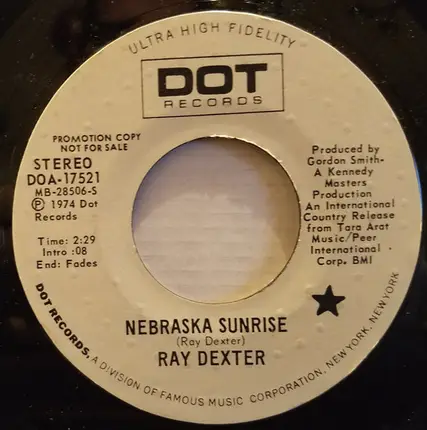 ULTRA HIGH FIDELITY
DOT
RECORDS
PROMOTION COPY
NOT FOR SALE
STEREO
DOA-17521
MB-28506-S
Ⓟ 1974 Dot
Records
Time: 2:29
Intro :08
End: Fades
Produced by
Gordon Smith-
A Kennedy
Masters
Production
An International
Country Release
from Tara Arat
Music/Peer
International
Corp. BMI
NEBRASKA SUNRISE
(Ray Dexter)
RAY DEXTER
DOT RECORDS, A DIVISION OF FAMOUS MUSIC CORPORATION, NEW YORK, NEW YORK